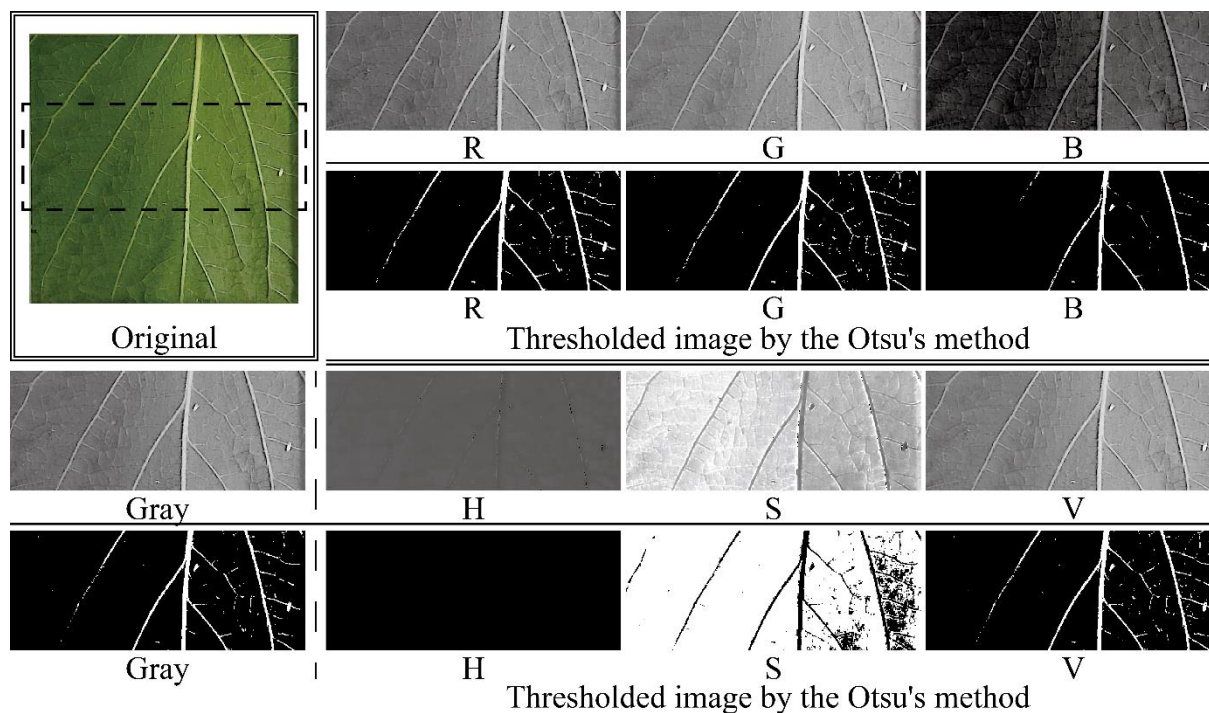 R G B
R G B
Original
Thresholded image by the Otsu's method
Gray H S V
Gray H S V
Thresholded image by the Otsu's method